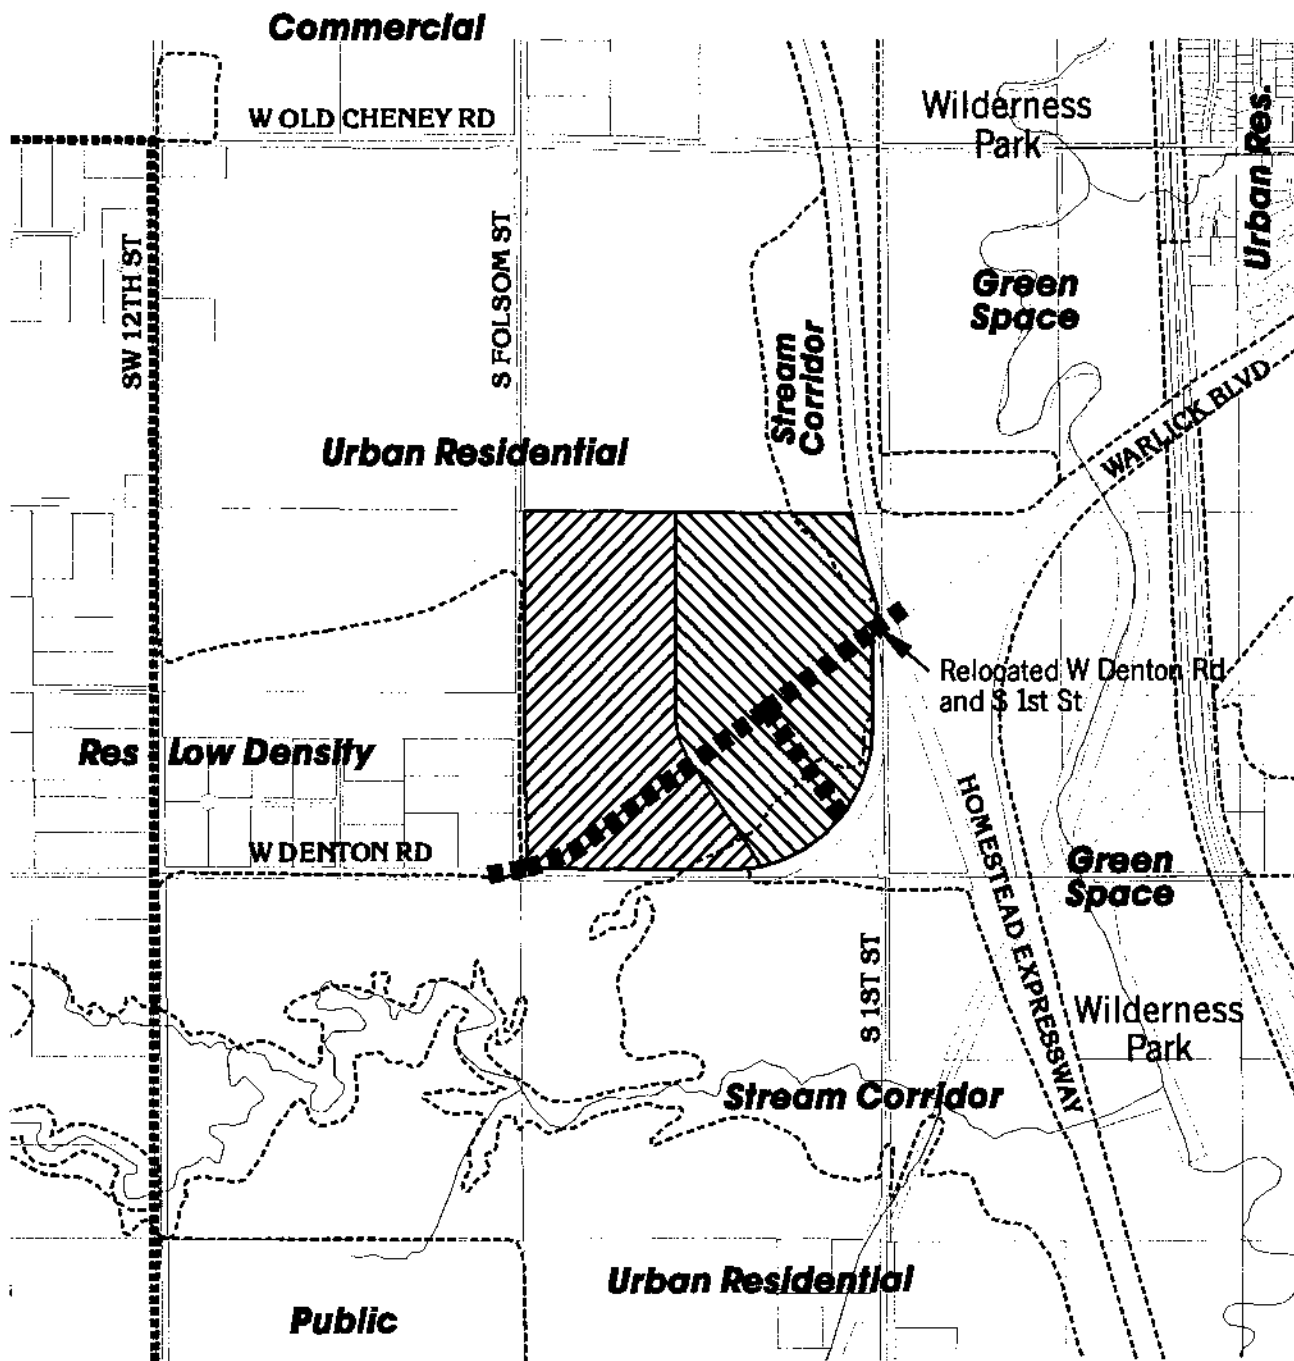 Commercial
W OLD CHENEY RD
Wilderness
Park
Urban Res.
SW 12TH ST
S FOLSOM ST
Green
Space
Stream
Corridor
WARLICK BLVD
Urban Residential
Relocated W Denton Rd
and S 1st St
Res Low Density
HOMESTEAD EXPRESSWAY
W DENTON RD
Green
Space
S 1ST ST
Wilderness
Park
Stream Corridor
Urban Residential
Public